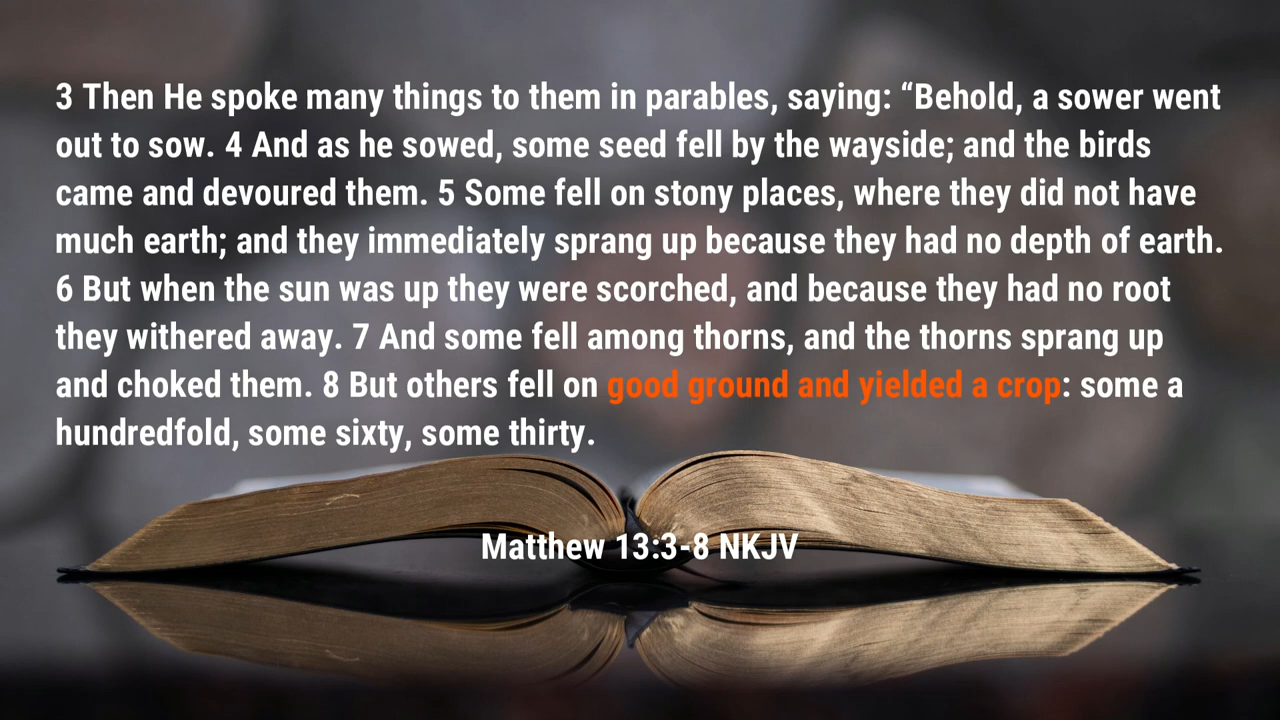 3 Then He spoke many things to them in parables, saying: “Behold, a sower went
out to sow. 4 And as he sowed, some seed fell by the wayside; and the birds
came and devoured them. 5 Some fell on stony places, where they did not have
much earth; and they immediately sprang up because they had no depth of earth.
6 But when the sun was up they were scorched, and because they had no root
they withered away. 7 And some fell among thorns, and the thorns sprang up
and choked them. 8 But others fell on good ground and yielded a crop: some a
hundredfold, some sixty, some thirty.
Matthew 13:3-8 NKJV